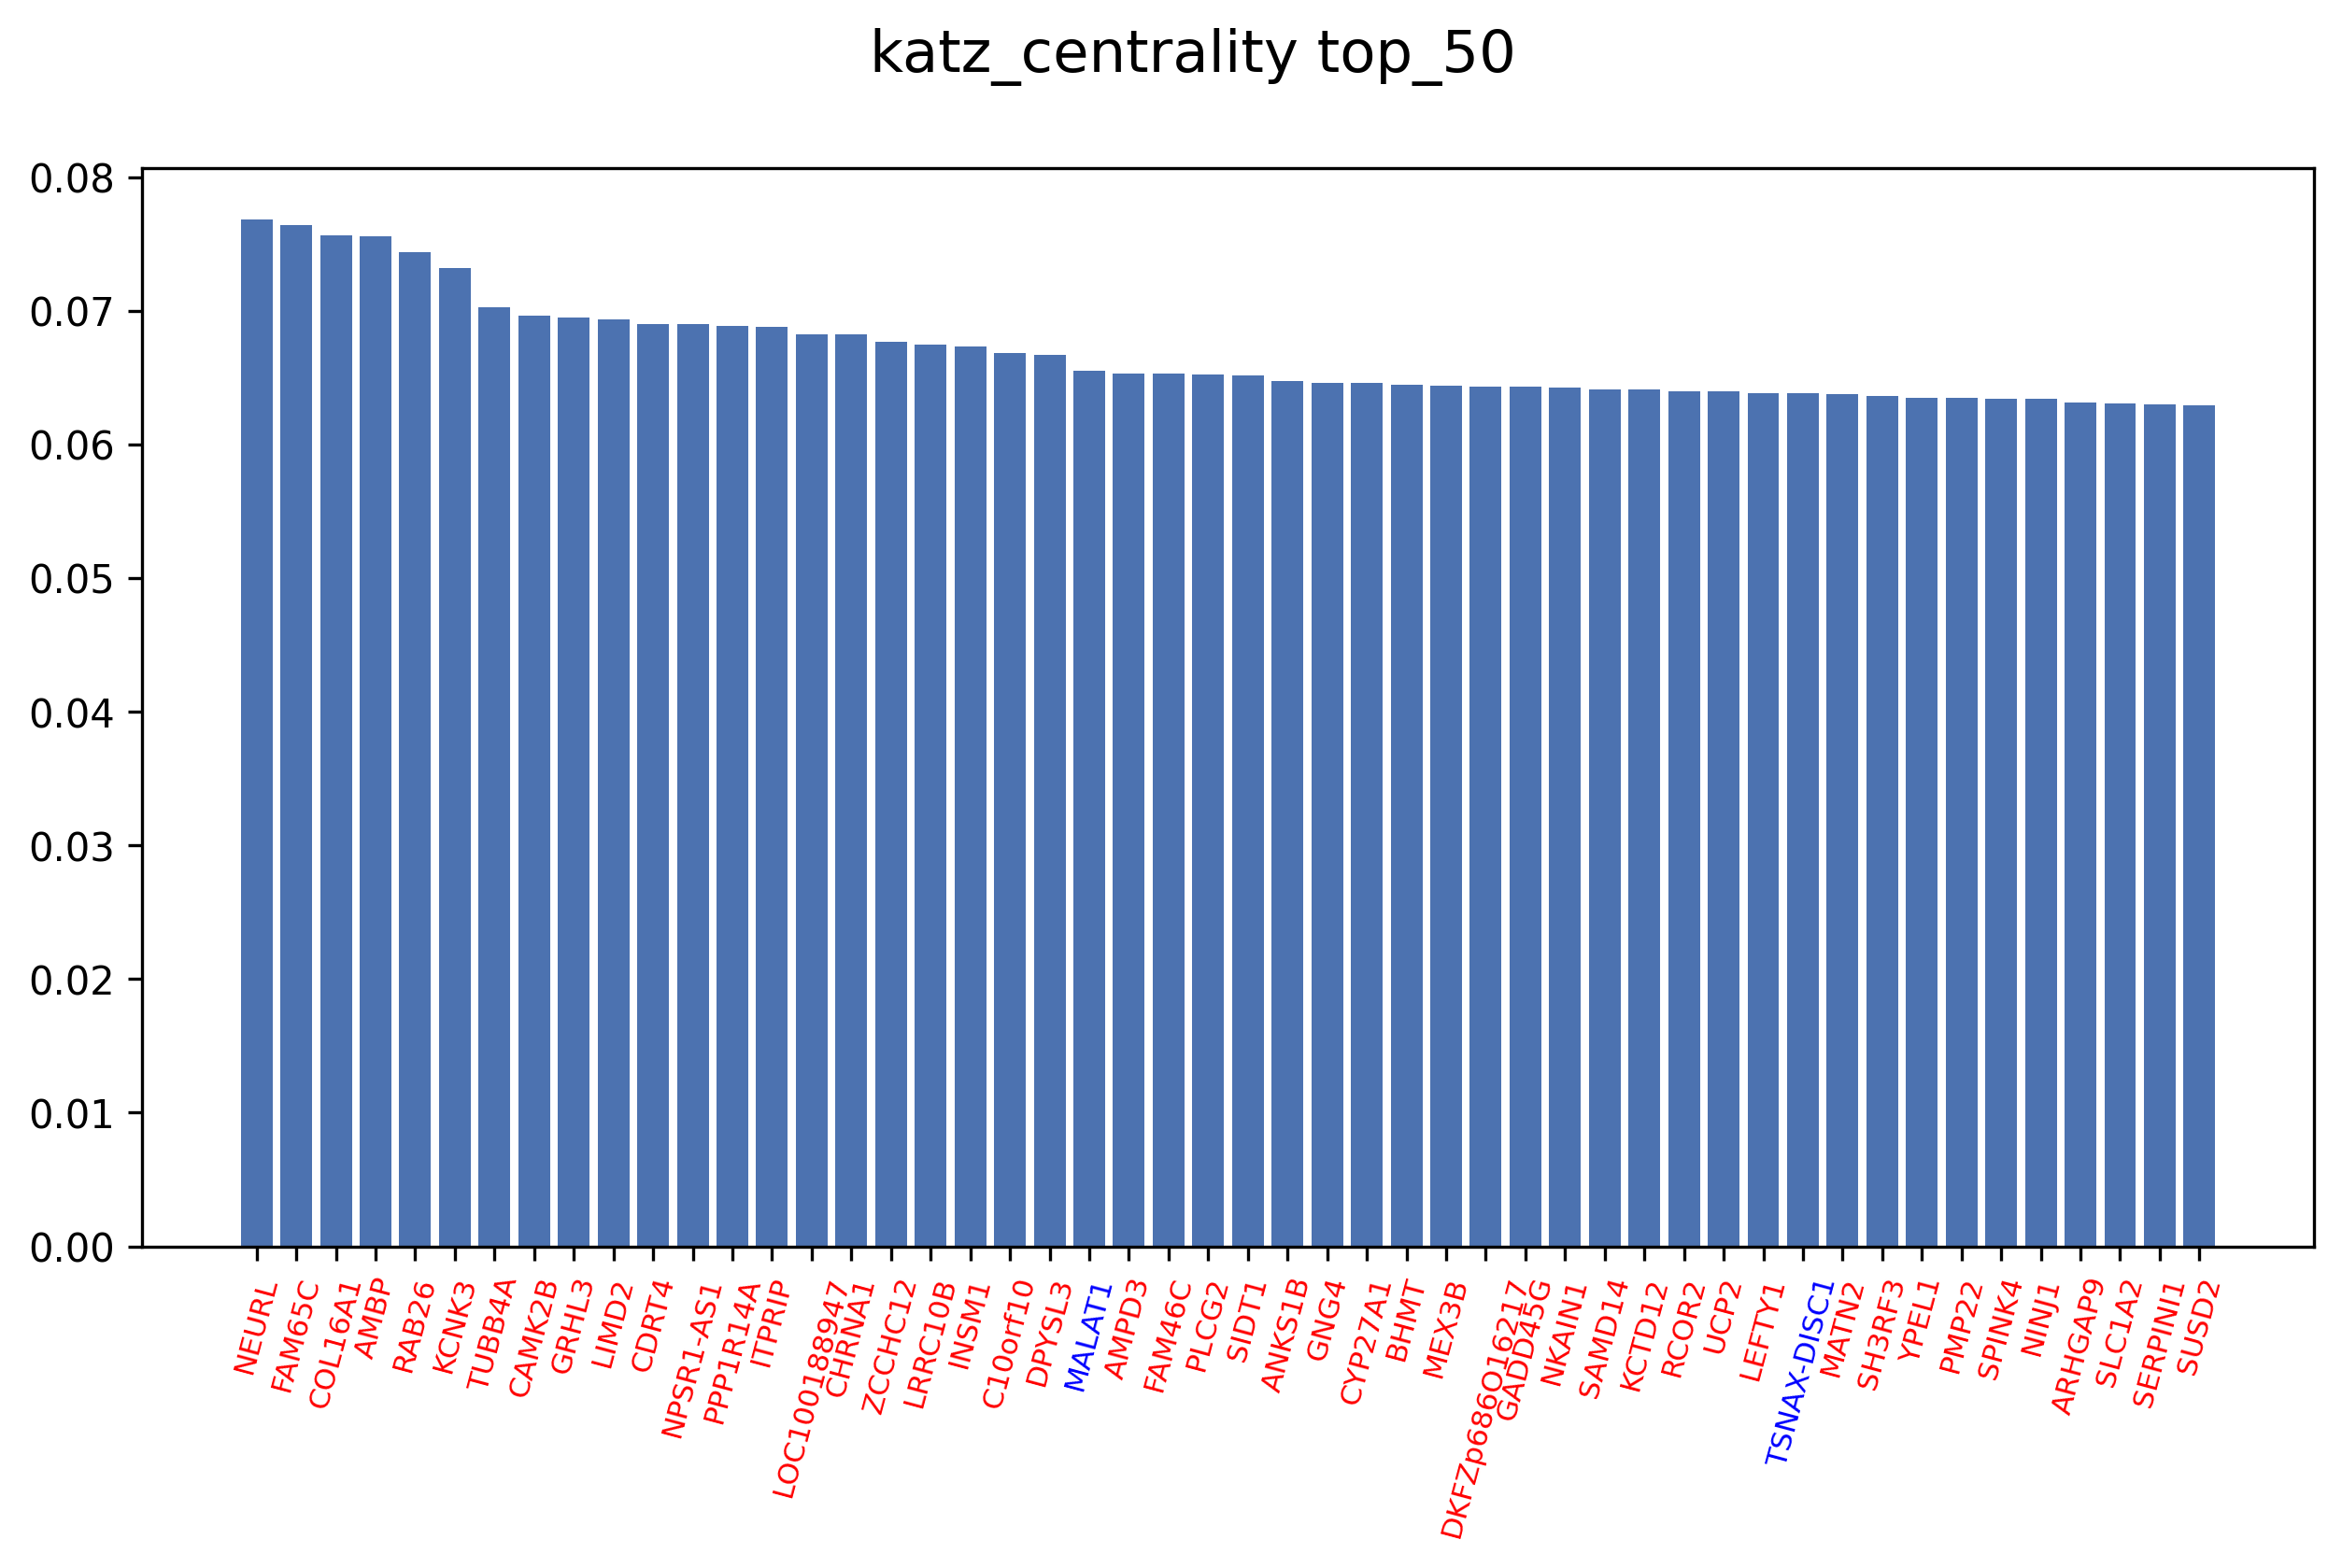 katz_centrality top_50
0.08
0.07
0.06
0.05
0.04
0.03
0.02
0.01
0.00
NEURL
FAM65C
COL16A1
AMBP
RAB26
KCNK3
TUBB4A
CAMK2B
GRHL3
LIMD2
CDRT4
NPSR1-AS1
PPP1R14A
ITPRIP
LOC100188947
CHRNA1
ZCCHC12
LRRC10B
INSM1
C10orf10
DPYSL3
MALAT1
AMPD3
FAM46C
PLCG2
SIDT1
ANKS1B
GNG4
CYP27A1
BHMT
MEX3B
DKFZp686O16217
GADD45G
NKAIN1
SAMD14
KCTD12
RCOR2
UCP2
LEFTY1
TSNAX-DISC1
MATN2
SH3RF3
YPEL1
PMP22
SPINK4
NINJ1
ARHGAP9
SLC1A2
SERPINI1
SUSD2